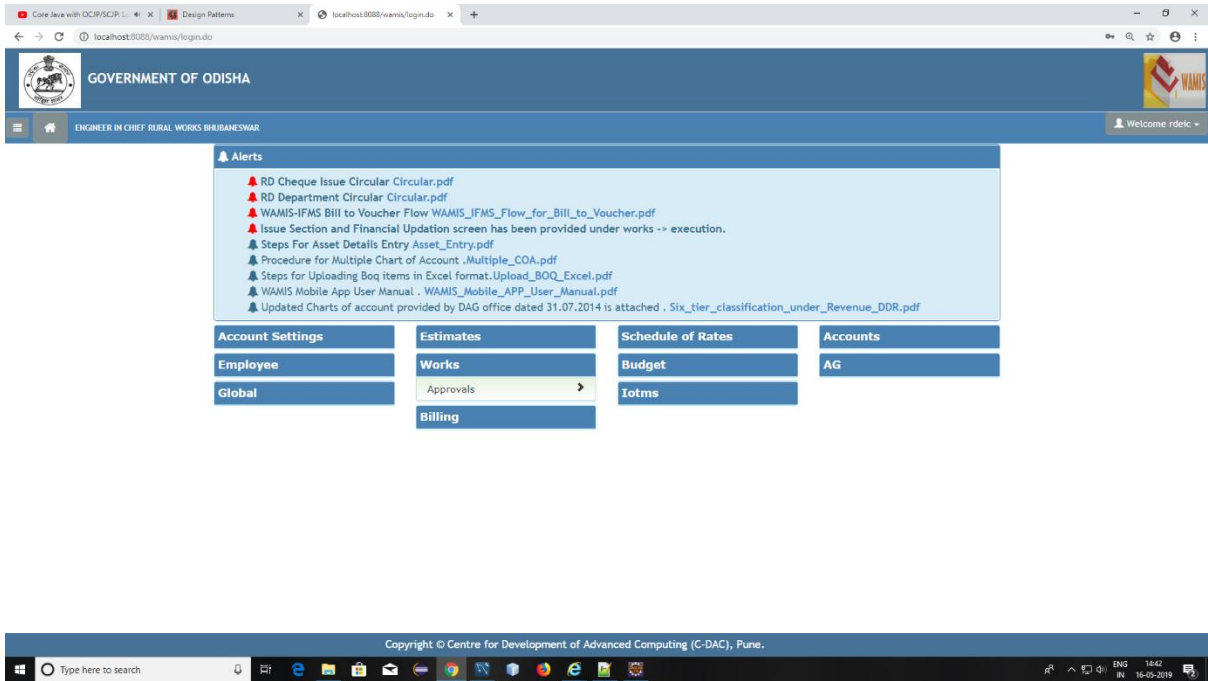 Core Java with OCJP/SCJP: L
Design Patterns
localhost:8088/wamis/login.do
localhost:8088/wamis/login.do
GOVERNMENT OF ODISHA
WAMIS
ENGINEER IN CHIEF RURAL WORKS BHUBANESWAR
Welcome rdeic
Alerts
RD Cheque Issue Circular Circular.pdf
RD Department Circular Circular.pdf
WAMIS-IFMS Bill to Voucher Flow WAMIS_IFMS_Flow_for_Bill_to_Voucher.pdf
Issue Section and Financial Updation screen has been provided under works -> execution.
Steps For Asset Details Entry Asset_Entry.pdf
Procedure for Multiple Chart of Account .Multiple_COA.pdf
Steps for Uploading Boq items in Excel format.Upload_BOQ_Excel.pdf
WAMIS Mobile App User Manual . WAMIS_Mobile_APP_User_Manual.pdf
Updated Charts of account provided by DAG office dated 31.07.2014 is attached . Six_tier_classification_under_Revenue_DDR.pdf
Account Settings
Estimates
Schedule of Rates
Accounts
Employee
Works
Budget
AG
Global
Approvals
Iotms
Billing
Copyright © Centre for Development of Advanced Computing (C-DAC), Pune.
Type here to search
ENG
IN
14:42
16-05-2019